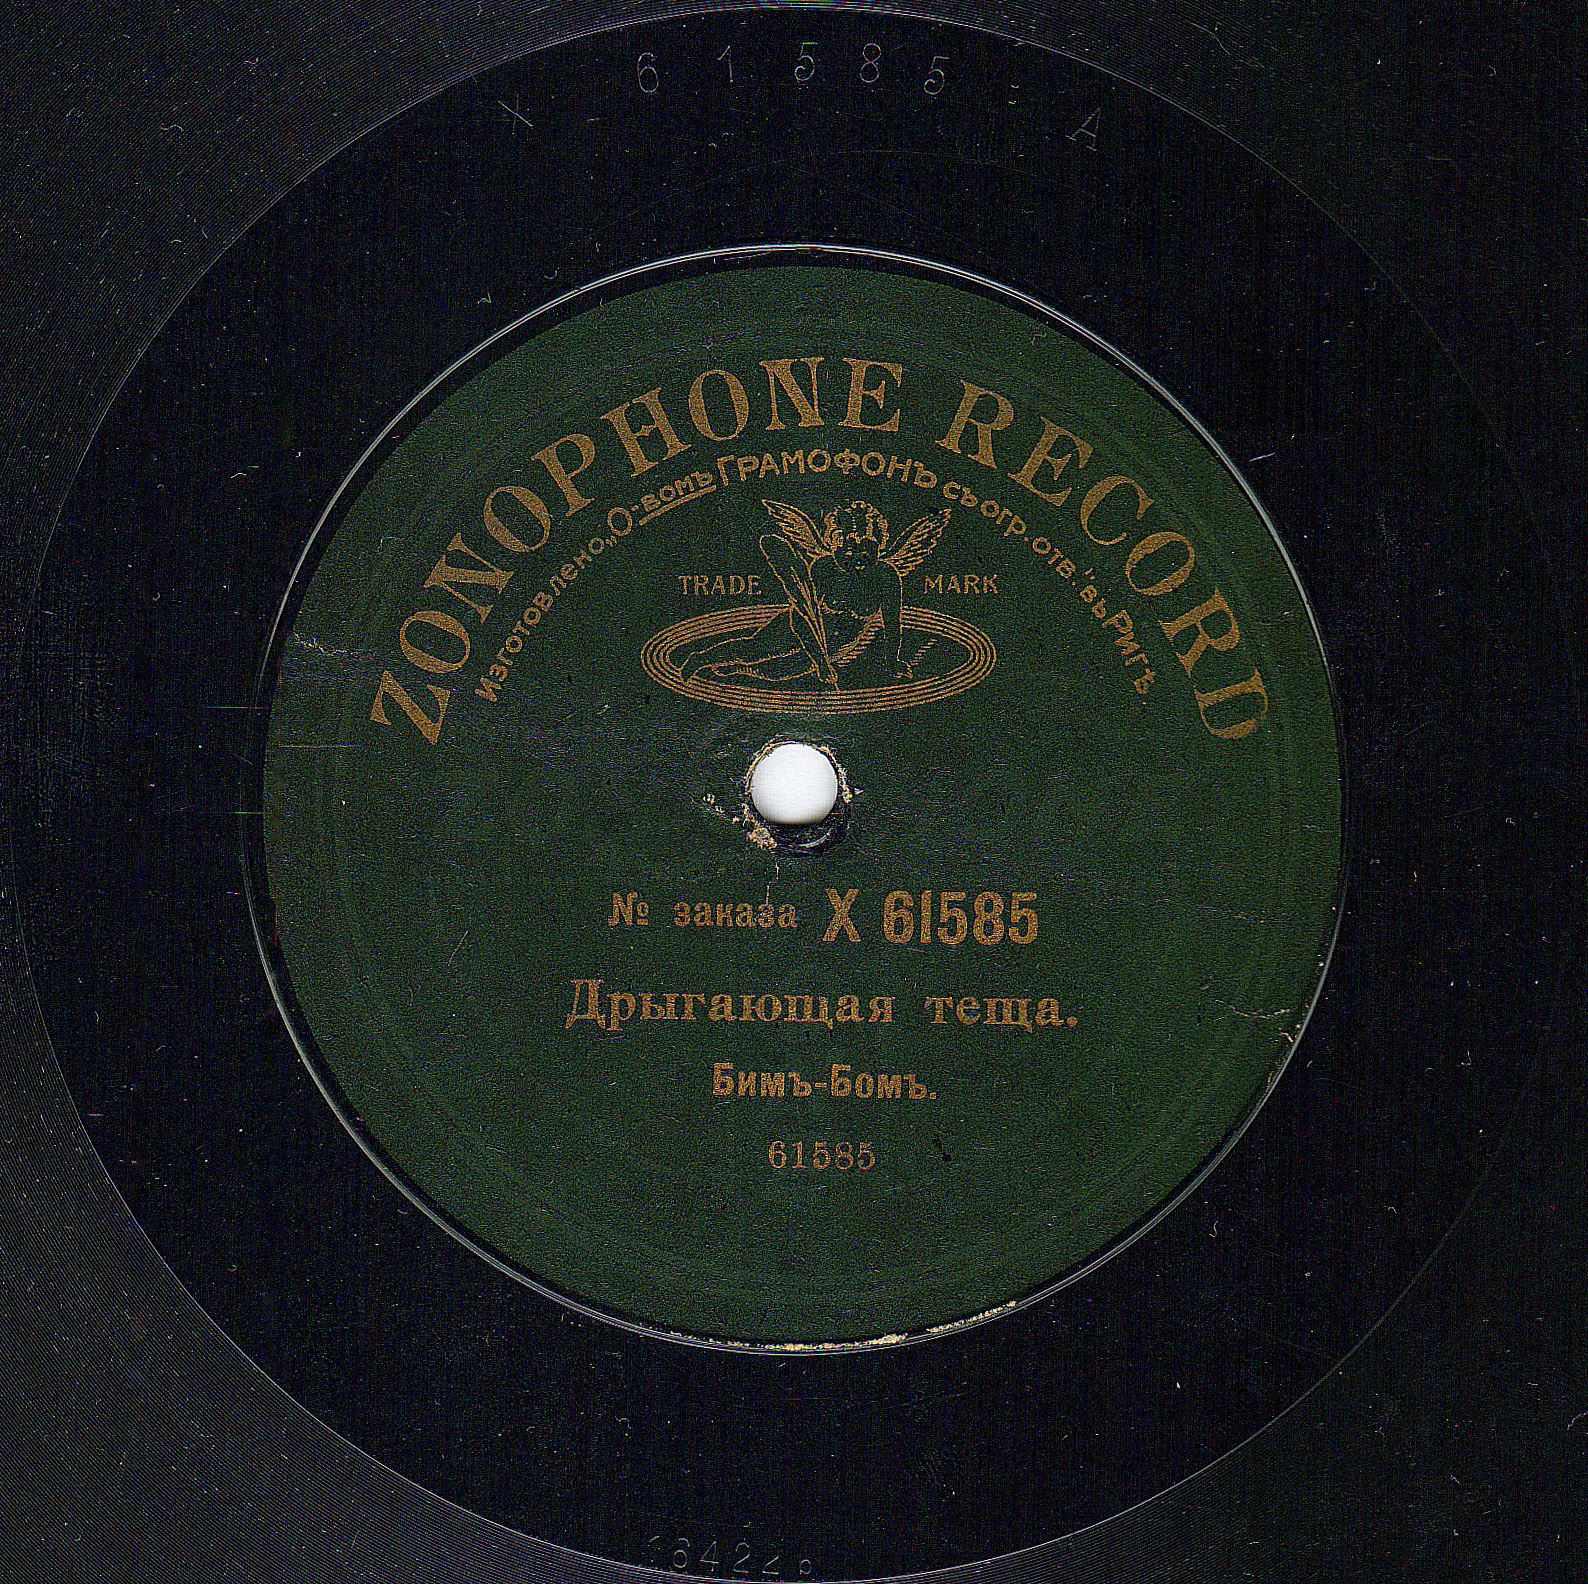 X 61585 A
ZONOPHONE RECORD
Изготовлено „О-вомъ ГРАМОФОНЪ съ огр. отв." въ Ригѣ
TRADE MARK
№ заказа X 61585
Дрыгающая теща.
Бимъ-Бомъ.
61585